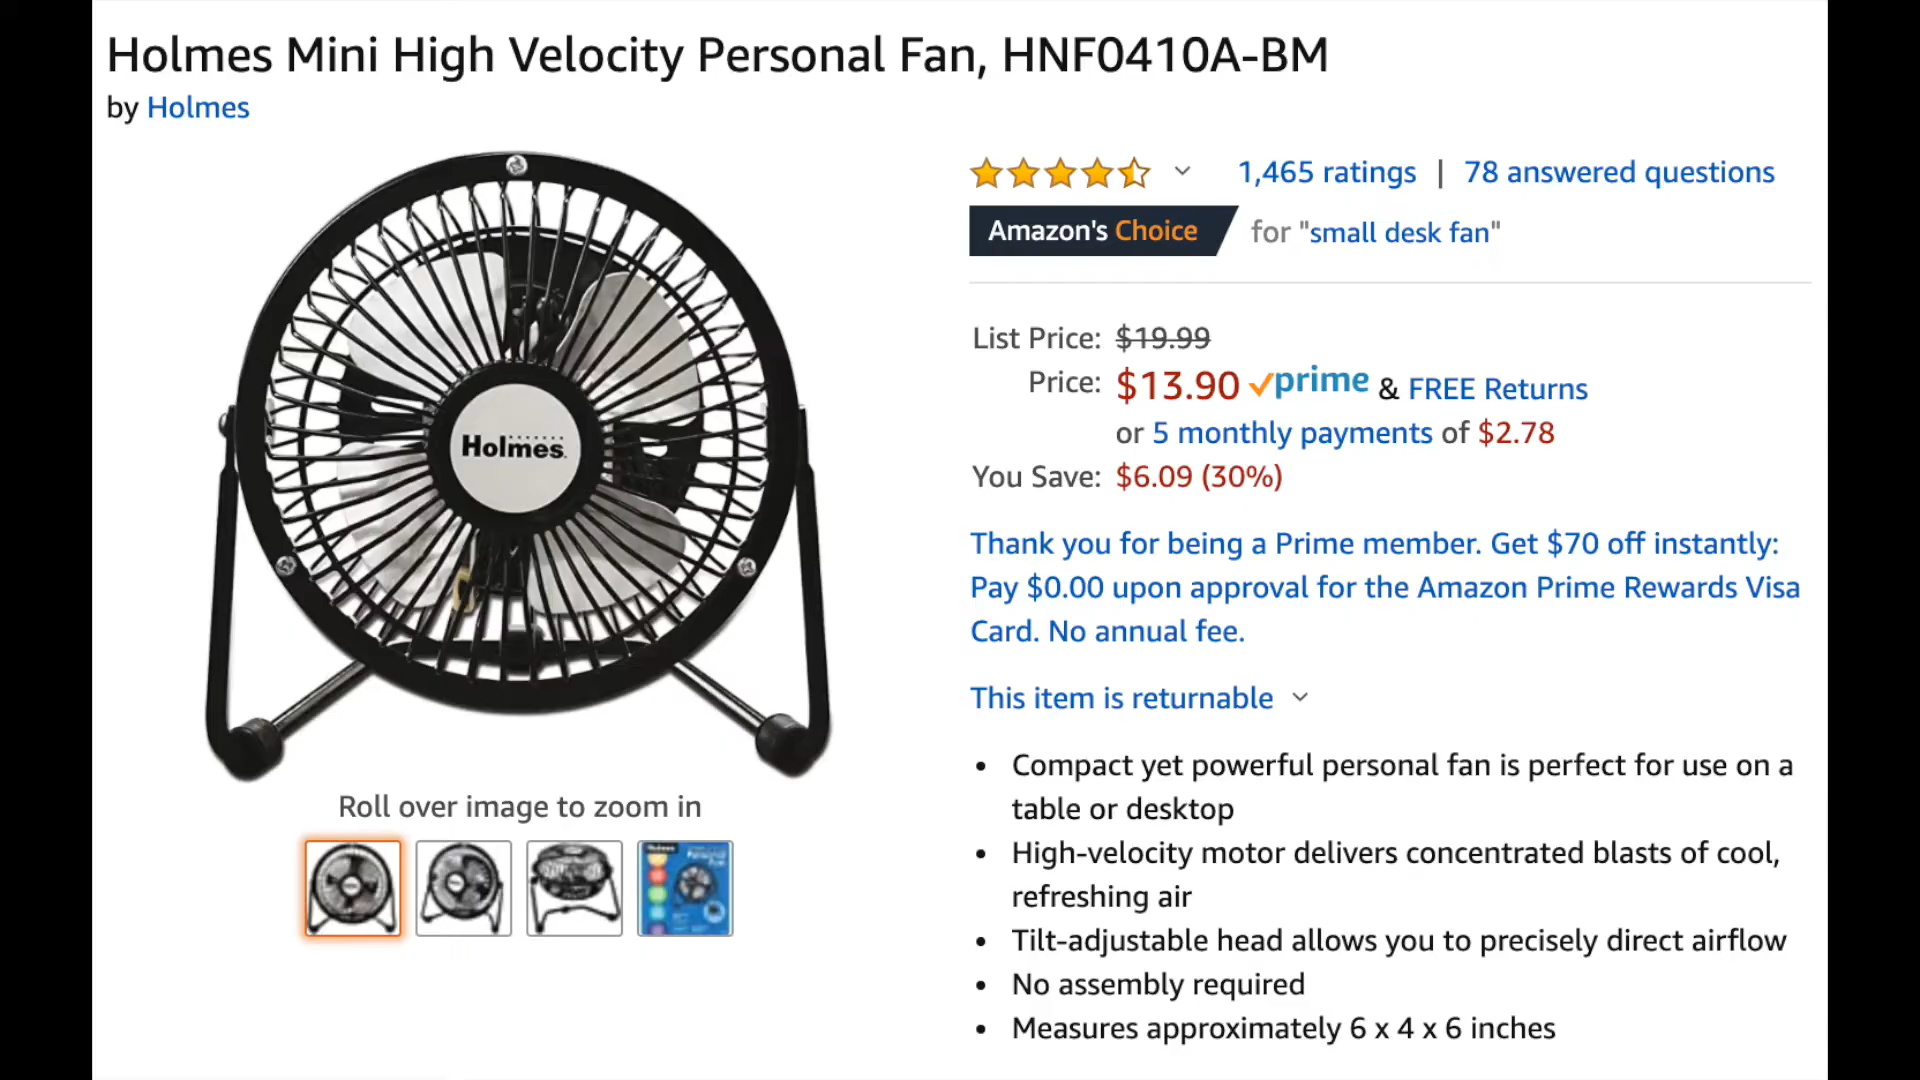 Holmes Mini High Velocity Personal Fan, HNF0410A-BM
by Holmes
Holmes
Roll over image to zoom in
1,465 ratings | 78 answered questions
Amazon's Choice for "small desk fan"
List Price: $19.99
Price: $13.90 prime & FREE Returns
or 5 monthly payments of $2.78
You Save: $6.09 (30%)
Thank you for being a Prime member. Get $70 off instantly:
Pay $0.00 upon approval for the Amazon Prime Rewards Visa
Card. No annual fee.
This item is returnable
• Compact yet powerful personal fan is perfect for use on a
table or desktop
• High-velocity motor delivers concentrated blasts of cool,
refreshing air
• Tilt-adjustable head allows you to precisely direct airflow
• No assembly required
• Measures approximately 6 x 4 x 6 inches